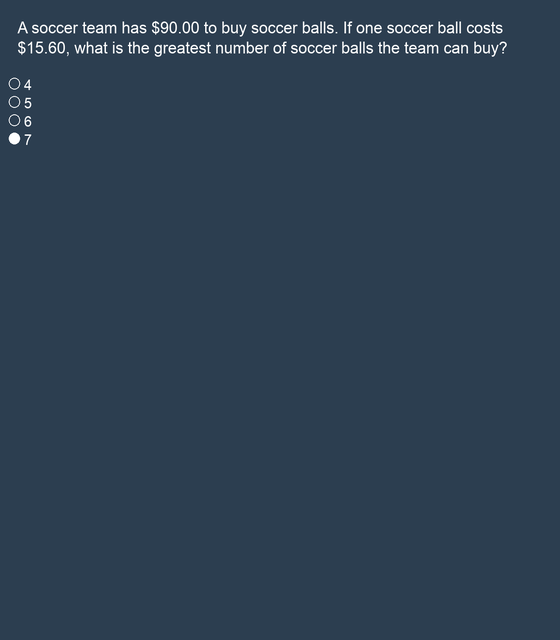 A soccer team has $90.00 to buy soccer balls. If one soccer ball costs
$15.60, what is the greatest number of soccer balls the team can buy?
4
5
6
7